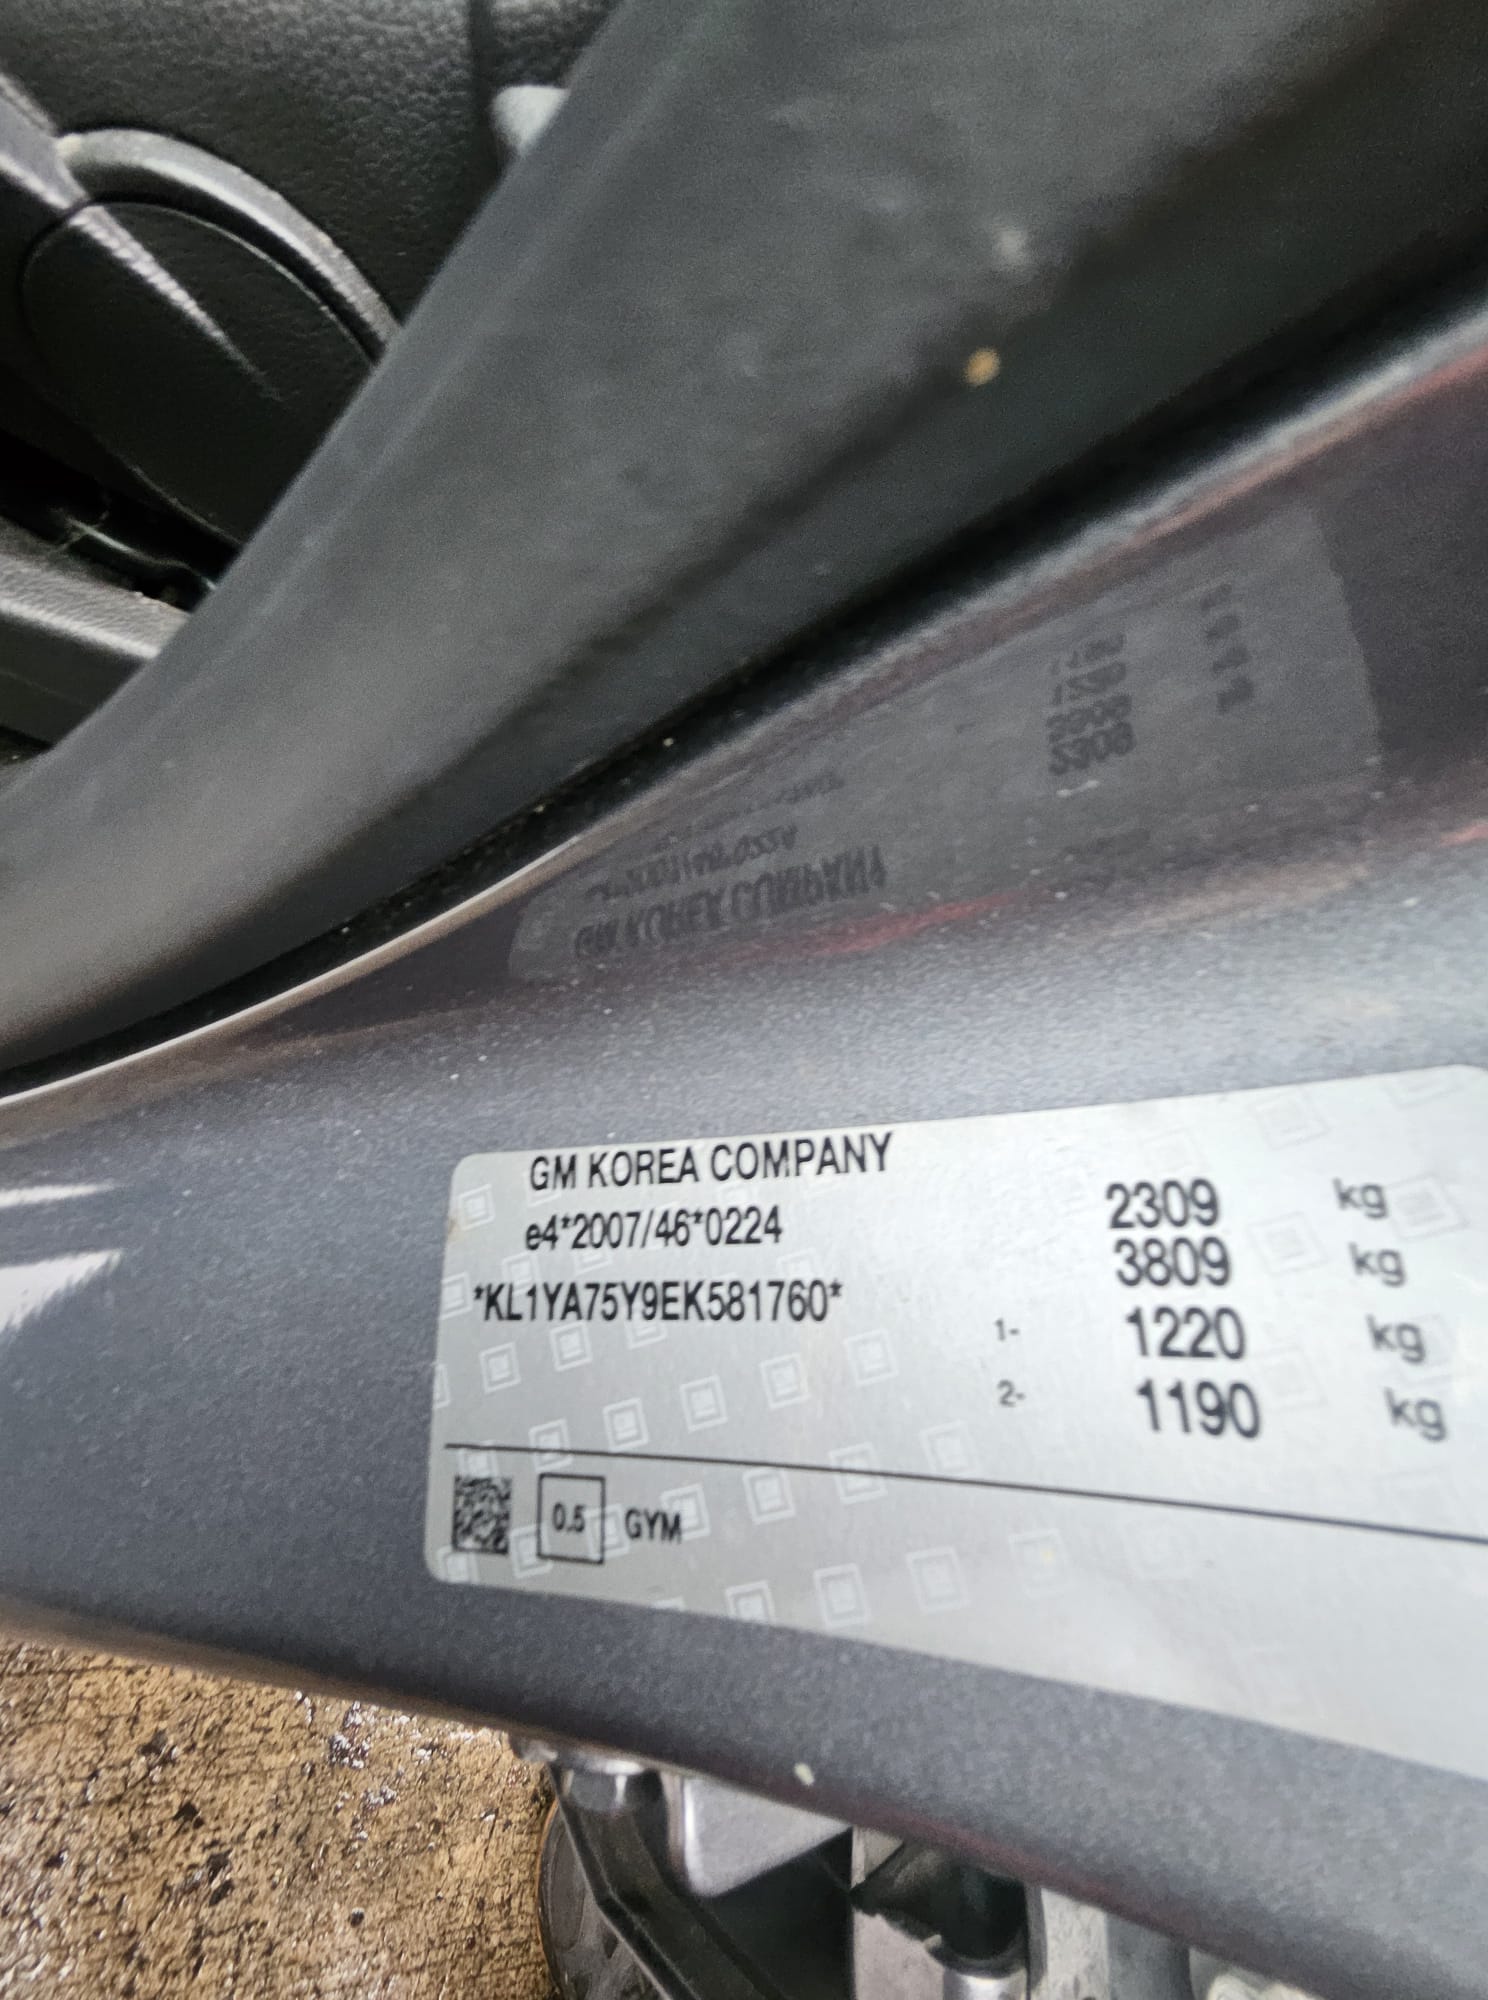 GM KOREA COMPANY
e4*2007/46*0224
*KL1YA75Y9EK581760*
2309 kg
3809 kg
1- 1220 kg
2- 1190 kg
0.5 GYM